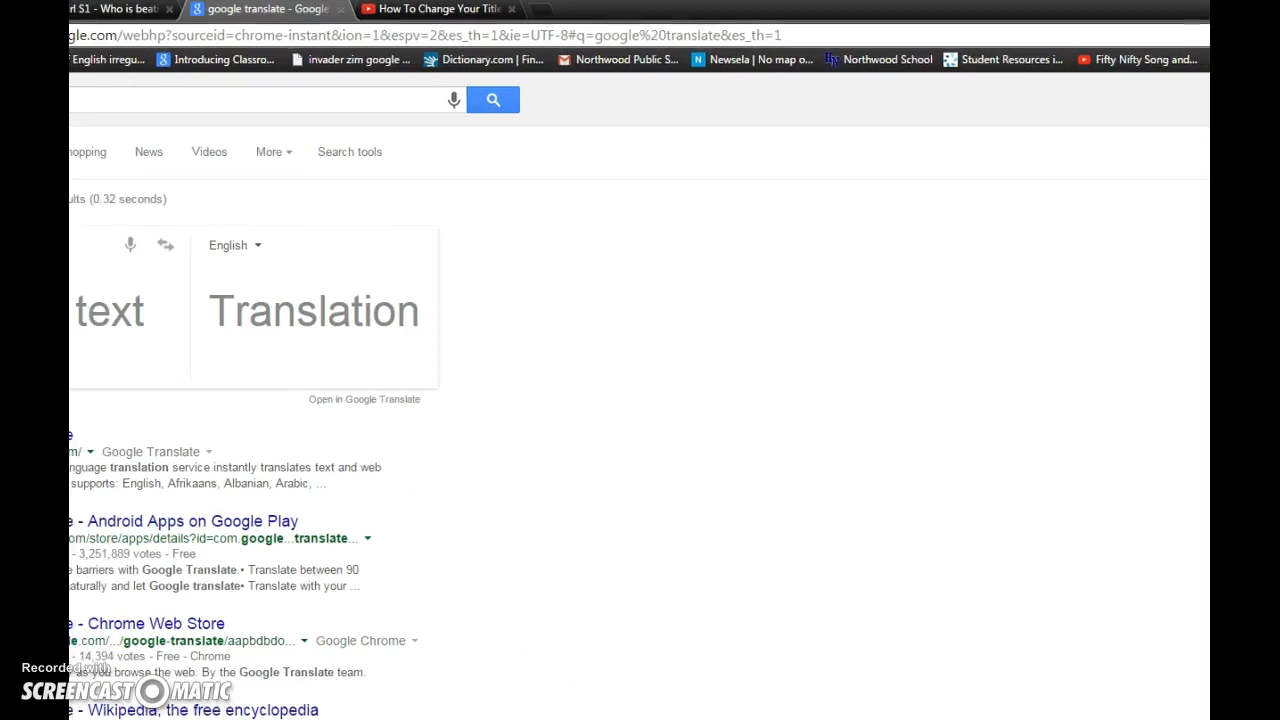 rl S1 - Who is beat
google translate - Google
How To Change Your Title
gle.com/webhp?sourceid=chrome-instant&ion=1&espv=2&es_th=1&ie=UTF-8#q=google%20translate&es_th=1
f English irregu...
Introducing Classro...
invader zim google ...
Dictionary.com | Fin...
Northwood Public S...
Newsela | No map o...
Northwood School
Student Resources i...
Fifty Nifty Song and...
hopping
News
Videos
More
Search tools
ults (0.32 seconds)
English
text
Translation
Open in Google Translate
e
m/
Google Translate
nguage translation service instantly translates text and web
supports: English, Afrikaans, Albanian, Arabic, ...
e - Android Apps on Google Play
om/store/apps/details?id=com.google...translate...
- 3,251,889 votes - Free
e barriers with Google Translate.• Translate between 90
aturally and let Google translate• Translate with your ...
e - Chrome Web Store
le.com/.../google-translate/aapbdbdo...
Google Chrome
- 14,394 votes - Free - Chrome
as you browse the web. By the Google Translate team.
Recorded with
SCREENCAST MATIC
e - Wikipedia, the free encyclopedia